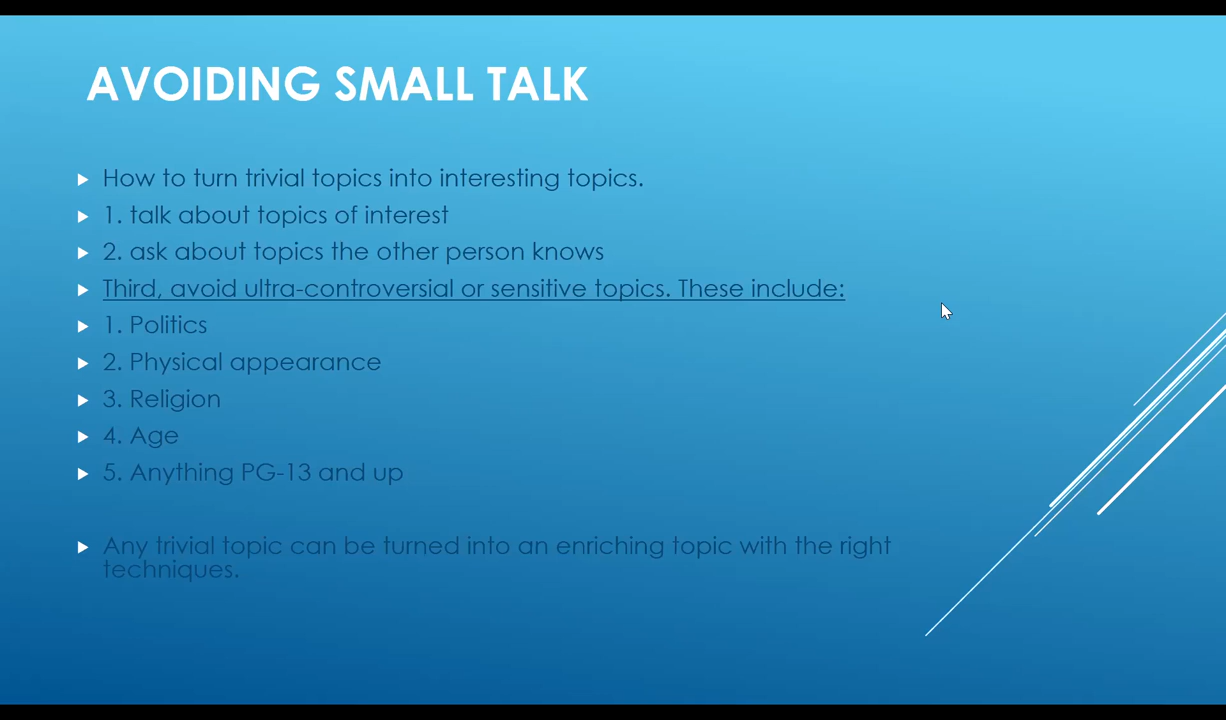 AVOIDING SMALL TALK
How to turn trivial topics into interesting topics.
1. talk about topics of interest
2. ask about topics the other person knows
Third, avoid ultra-controversial or sensitive topics. These include:
1. Politics
2. Physical appearance
3. Religion
4. Age
5. Anything PG-13 and up
Any trivial topic can be turned into an enriching topic with the right
techniques.